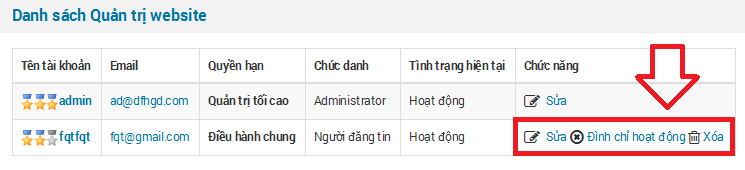 Danh sách Quản trị website
Tên tài khoản Email Quyền hạn Chức danh Tình trạng hiện tại Chức năng
admin ad@dfhgd.com Quản trị tối cao Administrator Hoạt động Sửa
fqtfqt fqt@gmail.com Điều hành chung Người đăng tin Hoạt động Sửa Đình chỉ hoạt động Xóa